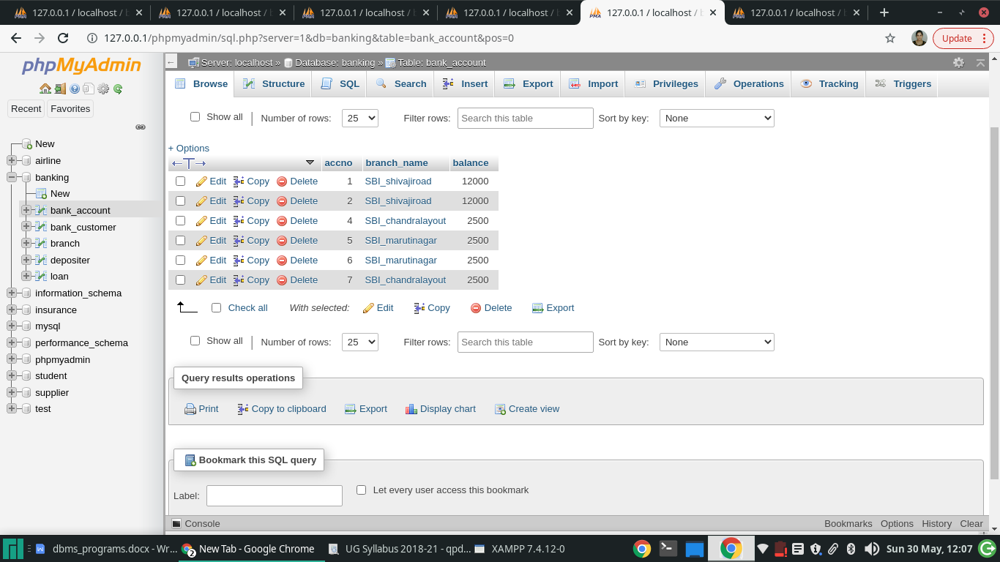 127.0.0.1 / localhost / b 127.0.0.1 / localhost / b 127.0.0.1 / localhost / b 127.0.0.1 / localhost / b 127.0.0.1 / localhost / b 127.0.0.1 / localhost / b
127.0.0.1/phpmyadmin/sql.php?server=1&db=banking&table=bank_account&pos=0 Update
phpMyAdmin
Recent Favorites
New
airline
banking
New
bank_account
bank_customer
branch
depositer
loan
information_schema
insurance
mysql
performance_schema
phpmyadmin
student
supplier
test
Server: localhost » Database: banking » Table: bank_account
Browse Structure SQL Search Insert Export Import Privileges Operations Tracking Triggers
Show all | Number of rows: 25 Filter rows: Search this table Sort by key: None
+ Options
←T→ accno branch_name balance
Edit Copy Delete 1 SBI_shivajiroad 12000
Edit Copy Delete 2 SBI_shivajiroad 12000
Edit Copy Delete 4 SBI_chandralayout 2500
Edit Copy Delete 5 SBI_marutinagar 2500
Edit Copy Delete 6 SBI_marutinagar 2500
Edit Copy Delete 7 SBI_chandralayout 2500
Check all With selected: Edit Copy Delete Export
Show all | Number of rows: 25 Filter rows: Search this table Sort by key: None
Query results operations
Print Copy to clipboard Export Display chart Create view
Bookmark this SQL query
Label: Let every user access this bookmark
Console Bookmarks Options History Clear
dbms_programs.docx - Wr... 2 New Tab - Google Chrome UG Syllabus 2018-21 - qpd... XAMPP 7.4.12-0 Sun 30 May, 12:07